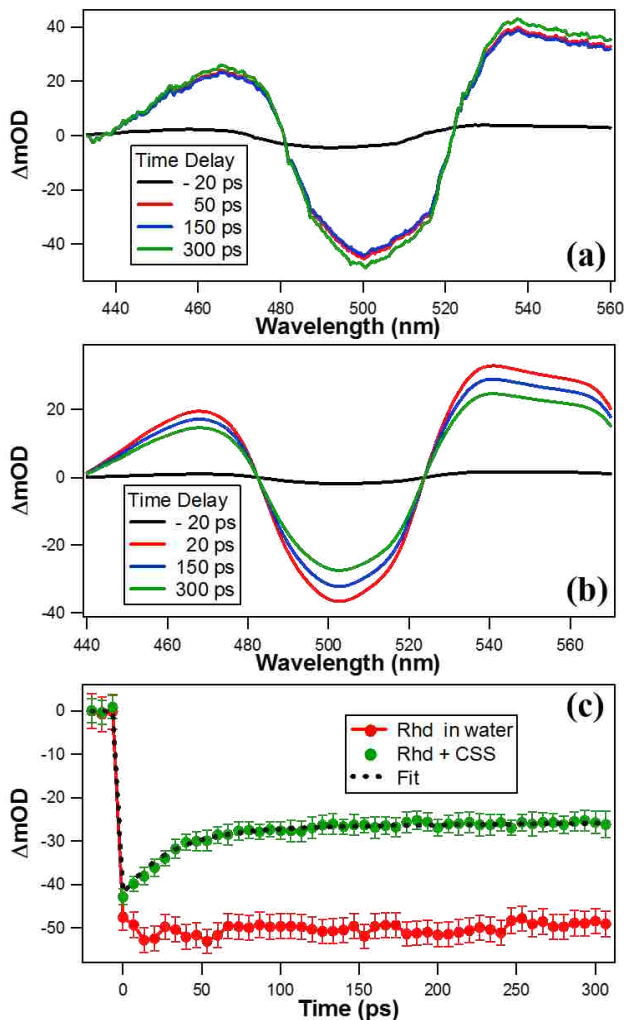 40
20
0
-20
-40
ΔmOD
Time Delay
- 20 ps
50 ps
150 ps
300 ps
(a)
440 460 480 500 520 540 560
Wavelength (nm)
20
0
-20
-40
ΔmOD
Time Delay
- 20 ps
20 ps
150 ps
300 ps
(b)
440 460 480 500 520 540 560
Wavelength (nm)
0
-10
-20
-30
-40
-50
ΔmOD
(c)
Rhd in water
Rhd + CSS
Fit
0 50 100 150 200 250 300
Time (ps)